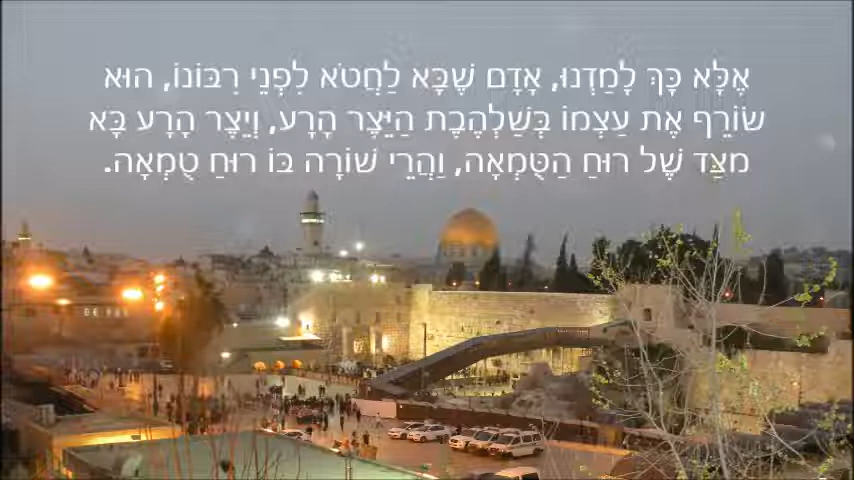 אֶלָּא כָּךְ לָמַדְנוּ, אָדָם שֶׁבָּא לַחֲטֹא לִפְנֵי רִבּוֹנוֹ, הוּא
שׂוֹרֵף אֶת עַצְמוֹ בְּשַׁלְהֶבֶת הַיֵּצֶר הָרָע, וְיֵצֶר הָרָע בָּא
מִצַּד שֶׁל רוּחַ הַטֻּמְאָה, וַהֲרֵי שׁוֹרָה בּוֹ רוּחַ טֻמְאָה.